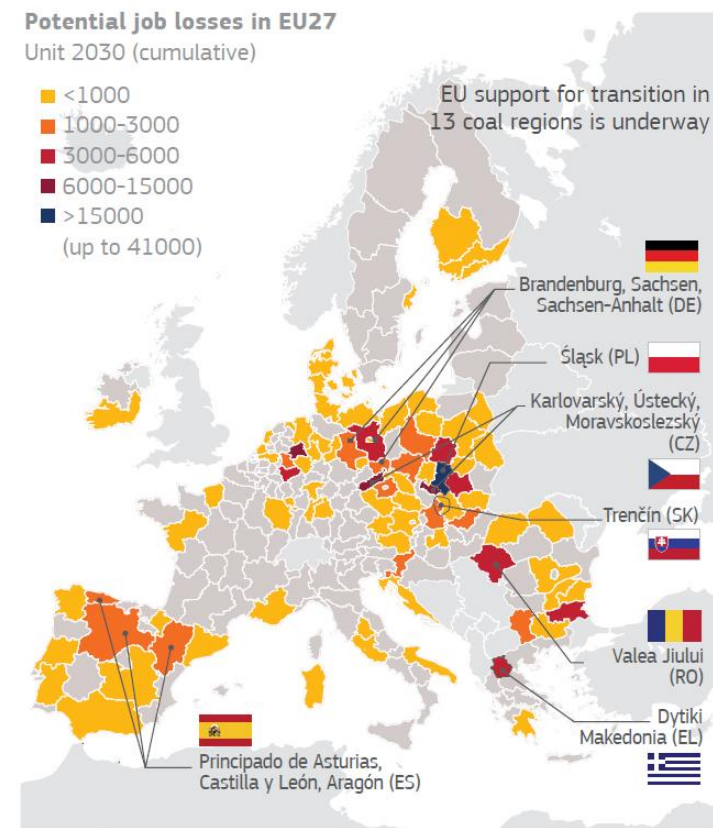 Potential job losses in EU27
Unit 2030 (cumulative)
<1000
1000-3000
3000-6000
6000-15000
>15000
(up to 41000)
EU support for transition in
13 coal regions is underway
Brandenburg, Sachsen,
Sachsen-Anhalt (DE)
Śląsk (PL)
Karlovarský, Ústecký,
Moravskoslezský
(CZ)
Trenčín (SK)
Valea Jiului
(RO)
Dytiki
Makedonia (EL)
Principado de Asturias,
Castilla y León, Aragón (ES)